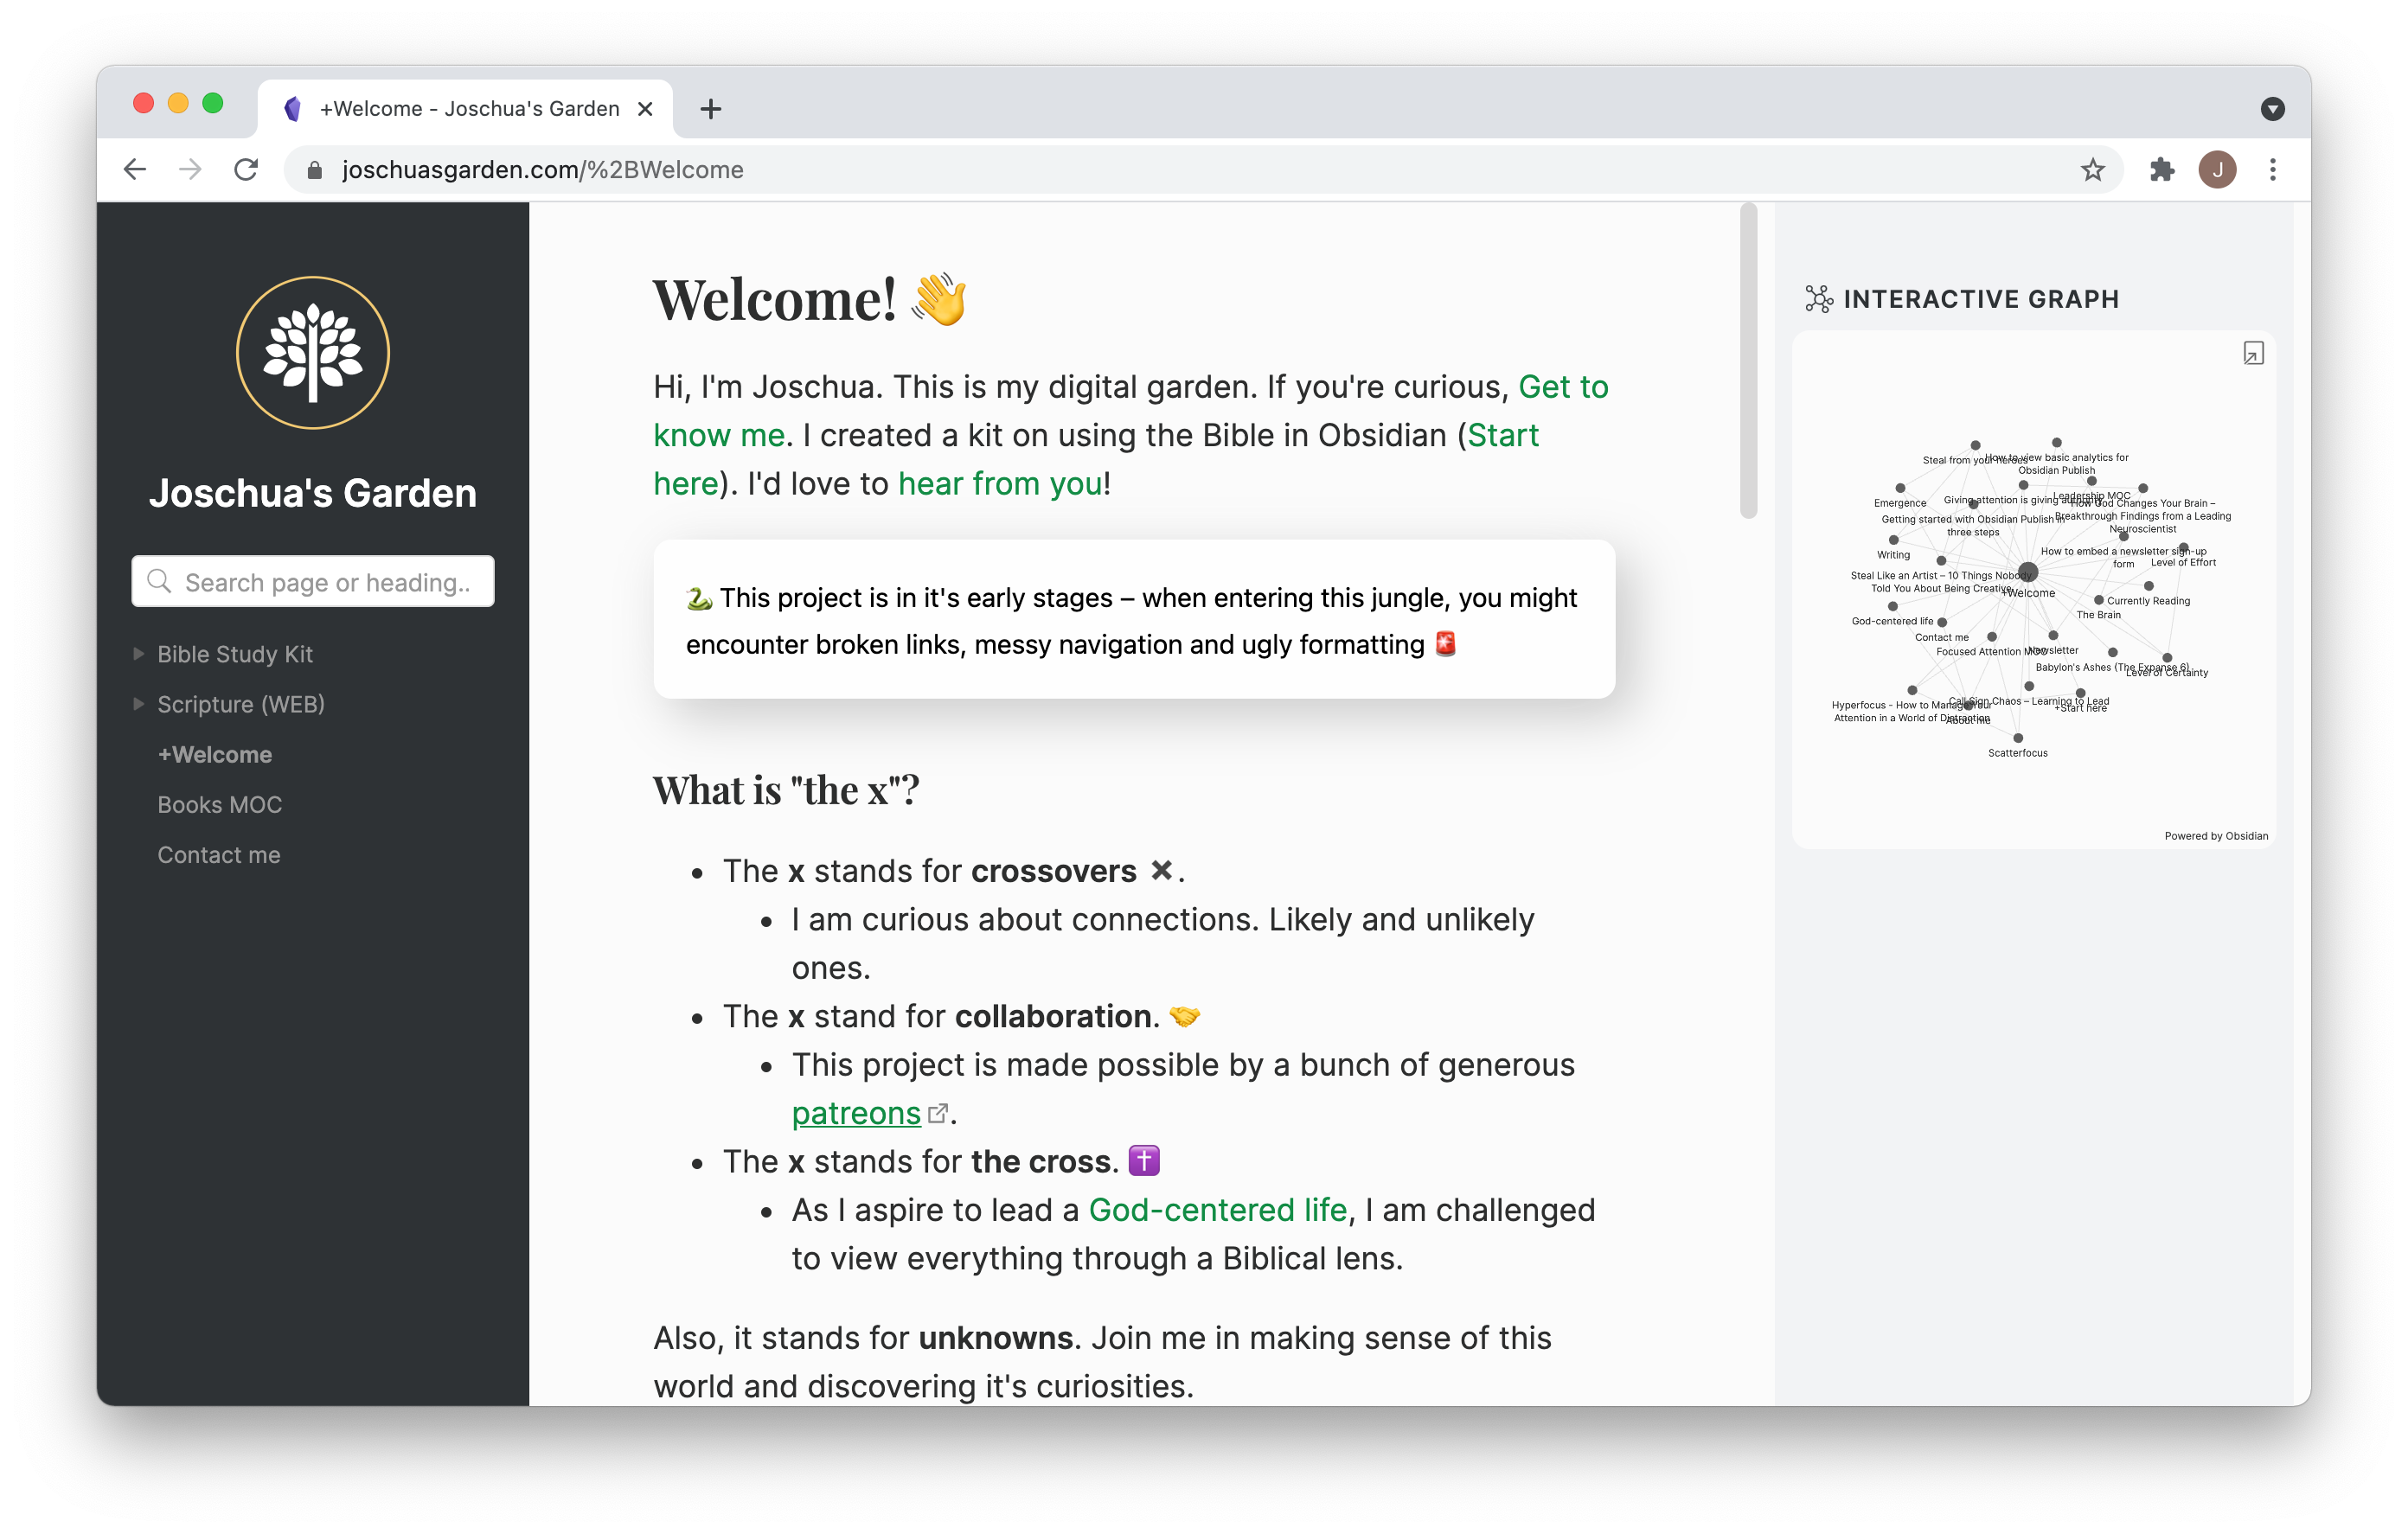 +Welcome - Joschua's Garden
joschuasgarden.com/%2BWelcome
J
Joschua's Garden
Search page or heading..
Bible Study Kit
Scripture (WEB)
+Welcome
Books MOC
Contact me
Welcome! 👋
Hi, I'm Joschua. This is my digital garden. If you're curious, Get to
know me. I created a kit on using the Bible in Obsidian (Start
here). I'd love to hear from you!
🐍 This project is in it's early stages – when entering this jungle, you might
encounter broken links, messy navigation and ugly formatting 🚨
What is "the x"?
The x stands for crossovers ✖.
I am curious about connections. Likely and unlikely
ones.
The x stand for collaboration. 🤝
This project is made possible by a bunch of generous
patreons.
The x stands for the cross. ✝️
As I aspire to lead a God-centered life, I am challenged
to view everything through a Biblical lens.
Also, it stands for unknowns. Join me in making sense of this
world and discovering it's curiosities.
INTERACTIVE GRAPH
Steal from your heroes
How to view basic analytics for
Obsidian Publish
Emergence
Giving attention is giving authority
Leadership MOC
How God Changes Your Brain –
Breakthrough Findings from a Leading
Neuroscientist
Getting started with Obsidian Publish in
three steps
Writing
How to embed a newsletter sign-up
form
Level of Effort
Steal Like an Artist – 10 Things Nobody
Told You About Being Creative
+Welcome
Currently Reading
The Brain
God-centered life
Contact me
Focused Attention MOC
Newsletter
Babylon's Ashes (The Expanse 6)
Level of Certainty
Hyperfocus - How to Manage Your
Attention in a World of Distraction
Call Sign Chaos – Learning to Lead
+Start here
About me
Scatterfocus
Powered by Obsidian